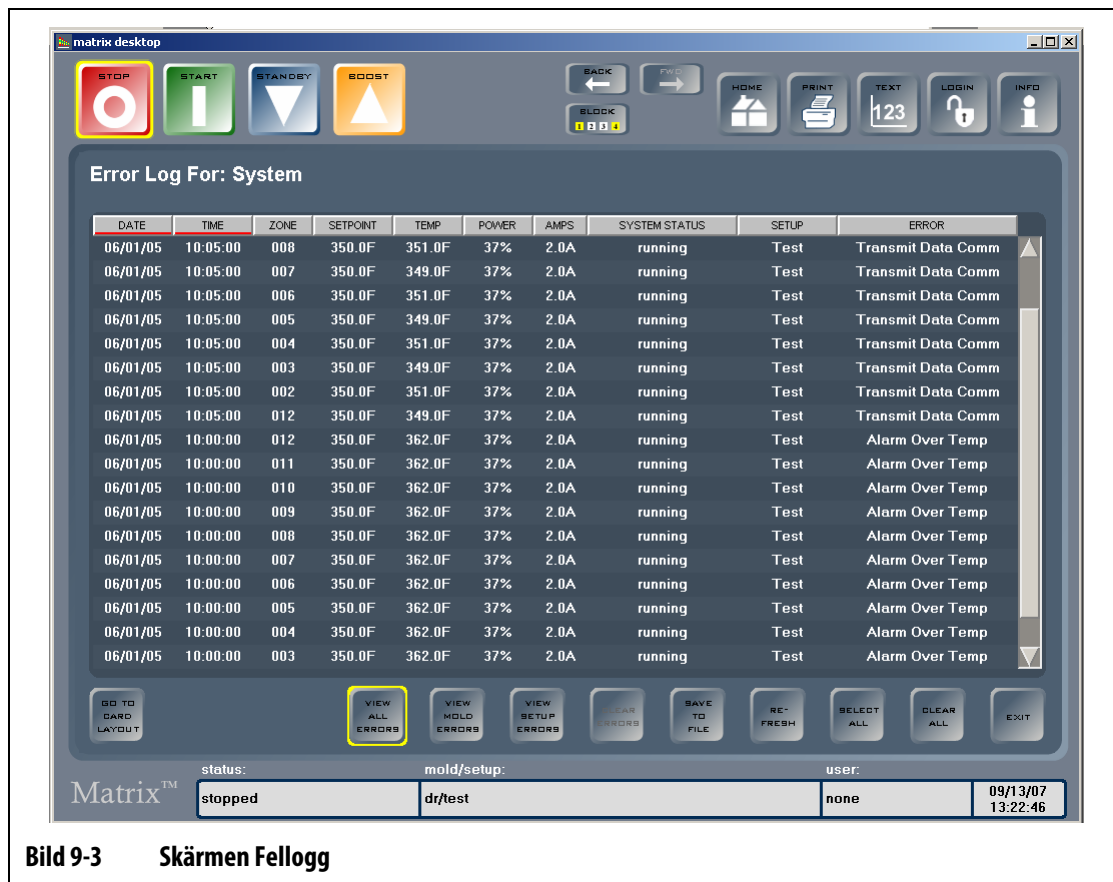 matrix desktop
STOP START STANDBY BOOST BACK FWD HOME PRINT TEXT LOGIN INFO
123
BLOCK
1 2 3 4
Error Log For: System
DATE TIME ZONE SETPOINT TEMP POWER AMPS SYSTEM STATUS SETUP ERROR
06/01/05 10:05:00 008 350.0F 351.0F 37% 2.0A running Test Transmit Data Comm
06/01/05 10:05:00 007 350.0F 349.0F 37% 2.0A running Test Transmit Data Comm
06/01/05 10:05:00 006 350.0F 351.0F 37% 2.0A running Test Transmit Data Comm
06/01/05 10:05:00 005 350.0F 349.0F 37% 2.0A running Test Transmit Data Comm
06/01/05 10:05:00 004 350.0F 351.0F 37% 2.0A running Test Transmit Data Comm
06/01/05 10:05:00 003 350.0F 349.0F 37% 2.0A running Test Transmit Data Comm
06/01/05 10:05:00 002 350.0F 351.0F 37% 2.0A running Test Transmit Data Comm
06/01/05 10:05:00 012 350.0F 349.0F 37% 2.0A running Test Transmit Data Comm
06/01/05 10:00:00 012 350.0F 362.0F 37% 2.0A running Test Alarm Over Temp
06/01/05 10:00:00 011 350.0F 362.0F 37% 2.0A running Test Alarm Over Temp
06/01/05 10:00:00 010 350.0F 362.0F 37% 2.0A running Test Alarm Over Temp
06/01/05 10:00:00 009 350.0F 362.0F 37% 2.0A running Test Alarm Over Temp
06/01/05 10:00:00 008 350.0F 362.0F 37% 2.0A running Test Alarm Over Temp
06/01/05 10:00:00 007 350.0F 362.0F 37% 2.0A running Test Alarm Over Temp
06/01/05 10:00:00 006 350.0F 362.0F 37% 2.0A running Test Alarm Over Temp
06/01/05 10:00:00 005 350.0F 362.0F 37% 2.0A running Test Alarm Over Temp
06/01/05 10:00:00 004 350.0F 362.0F 37% 2.0A running Test Alarm Over Temp
06/01/05 10:00:00 003 350.0F 362.0F 37% 2.0A running Test Alarm Over Temp
GO TO CARD LAYOUT
VIEW ALL ERRORS
VIEW MOLD ERRORS
VIEW SETUP ERRORS
CLEAR ERRORS
SAVE TO FILE
RE-FRESH
SELECT ALL
CLEAR ALL
EXIT
status: mold/setup: user:
Matrix™ stopped dr/test none 09/13/07
13:22:46
Bild 9-3 Skärmen Fellogg